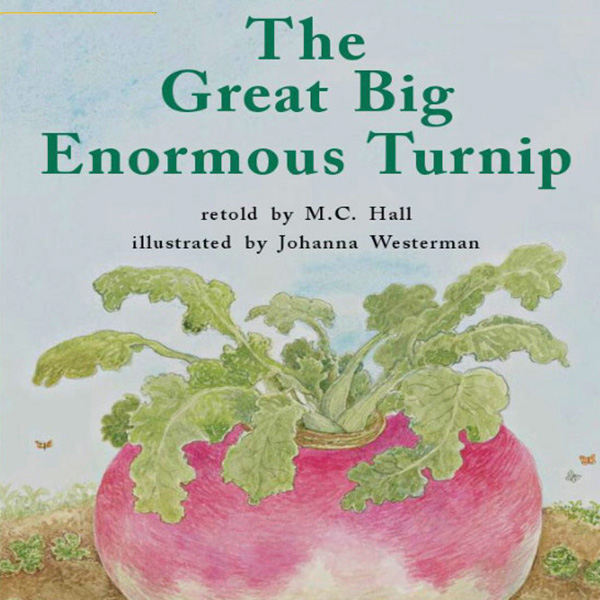 The
Great Big
Enormous Turnip
retold by M.C. Hall
illustrated by Johanna Westerman